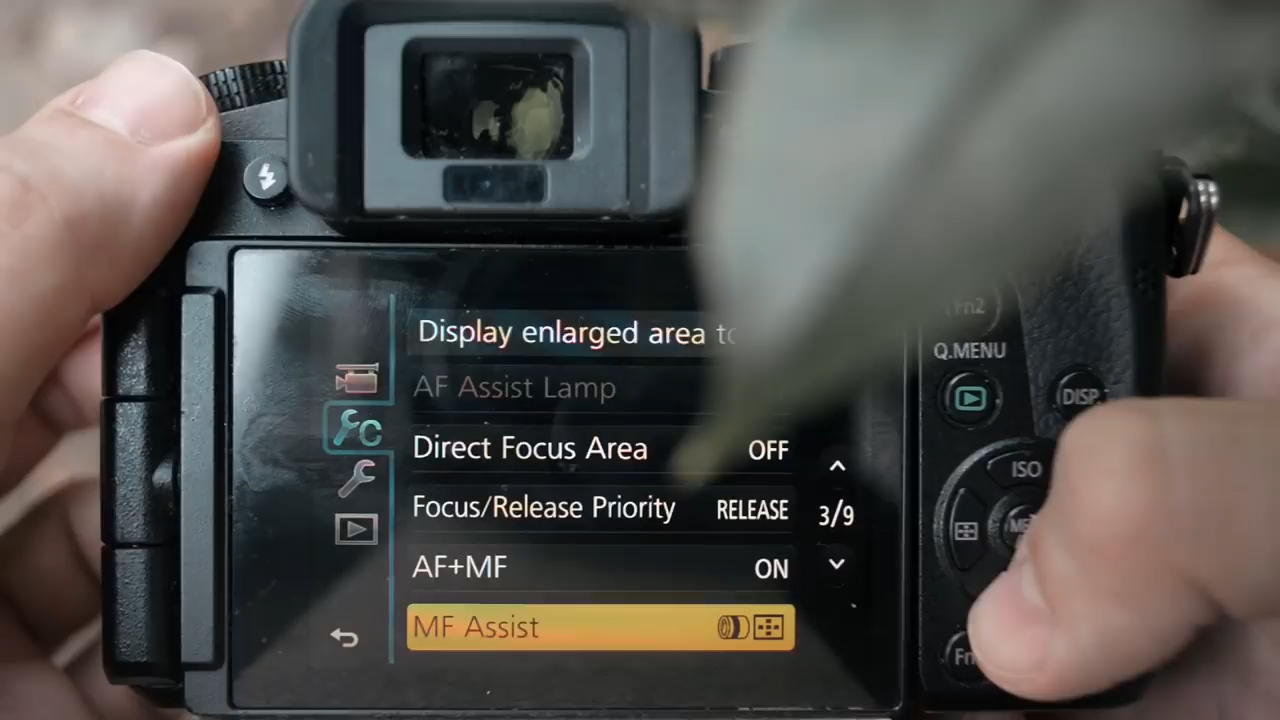 Display enlarged area to
AF Assist Lamp
Direct Focus Area OFF
Focus/Release Priority RELEASE
3/9
AF+MF ON
MF Assist
C
Fn2
Q.MENU
DISP.
ISO